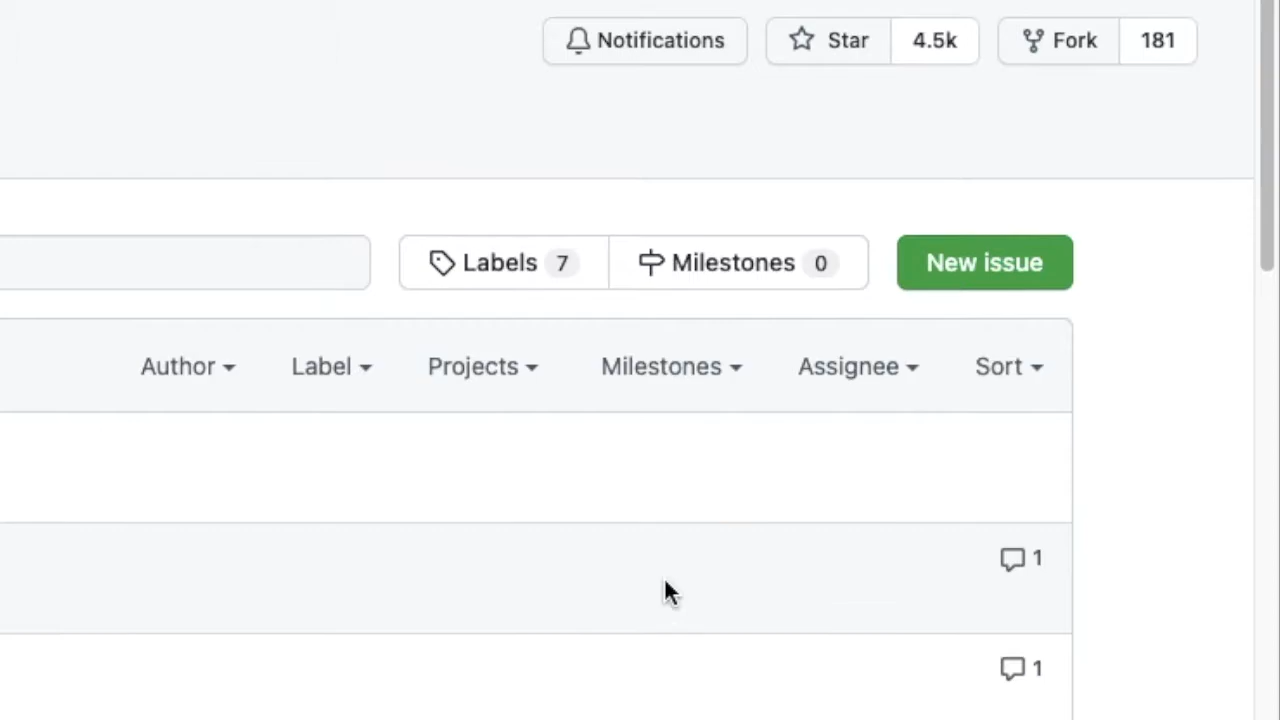 Notifications Star 4.5k Fork 181
Labels 7 Milestones 0 New issue
Author Label Projects Milestones Assignee Sort
1
1